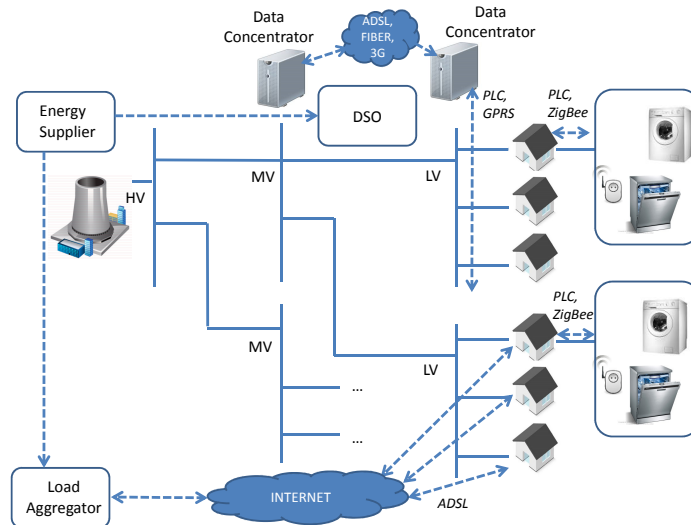 Data
Concentrator
ADSL,
FIBER,
3G
Data
Concentrator
Energy
Supplier
DSO
PLC,
GPRS
PLC,
ZigBee
HV
MV
LV
PLC,
ZigBee
MV
LV
...
...
Load
Aggregator
INTERNET
ADSL